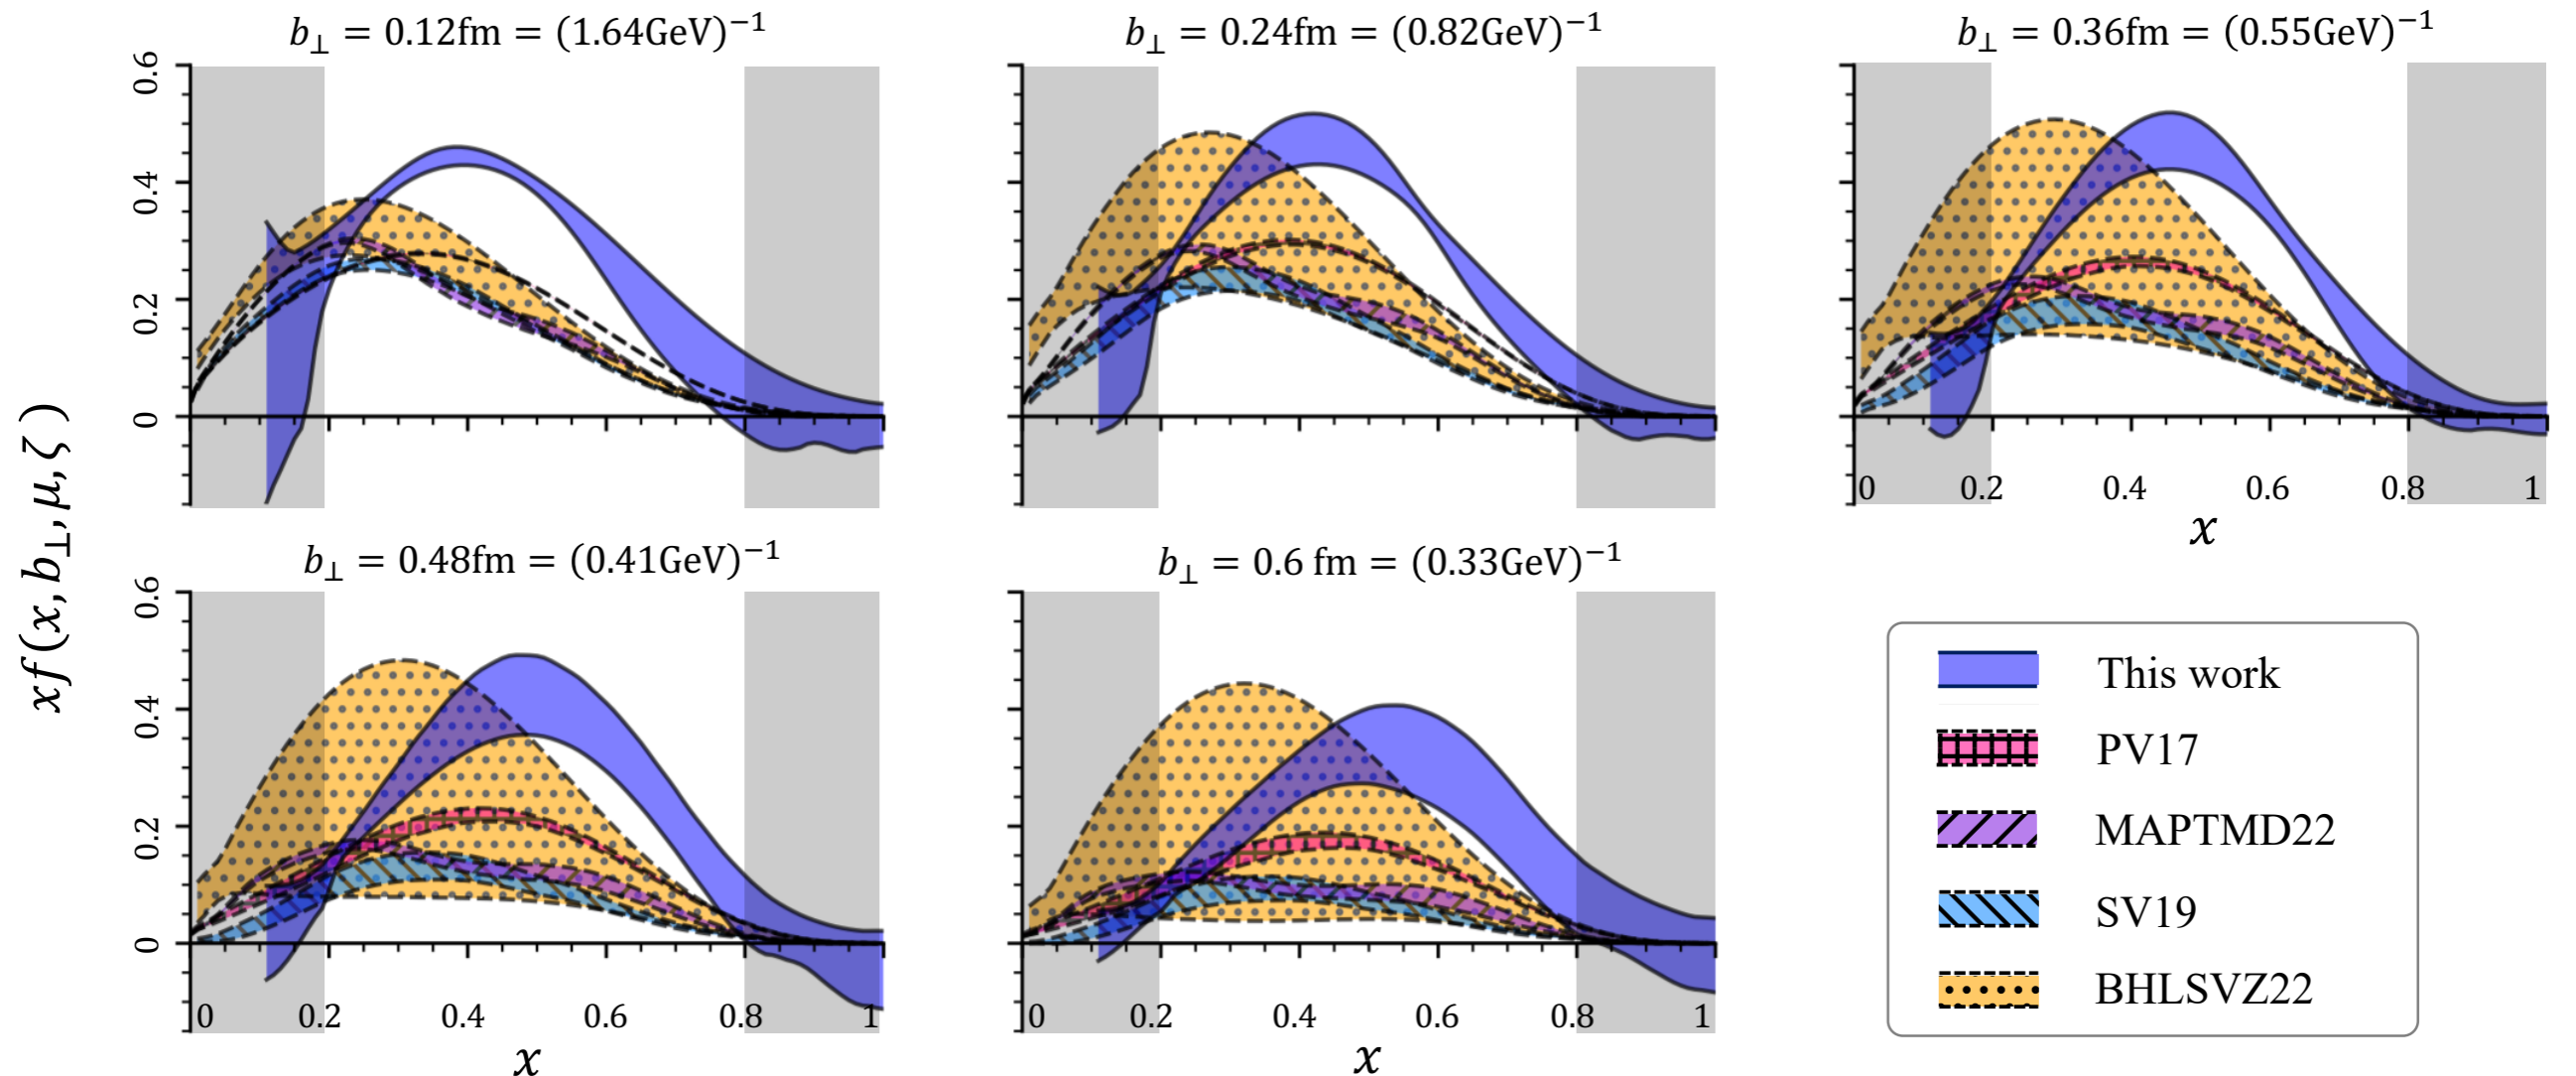 b⊥ = 0.12fm = (1.64GeV)⁻¹
b⊥ = 0.24fm = (0.82GeV)⁻¹
b⊥ = 0.36fm = (0.55GeV)⁻¹
0.6
0.4
0.2
0
0 0.2 0.4 0.6 0.8 1
x
xf(x, b⊥, μ, ζ)
b⊥ = 0.48fm = (0.41GeV)⁻¹
b⊥ = 0.6 fm = (0.33GeV)⁻¹
0.6
0.4
0.2
0
0 0.2 0.4 0.6 0.8 1
x
0 0.2 0.4 0.6 0.8 1
x
This work
PV17
MAPTMD22
SV19
BHLSVZ22